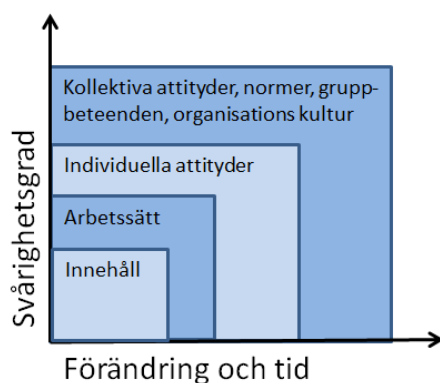 Kollektiva attityder, normer, grupp-
beteenden, organisations kultur
Individuella attityder
Arbetssätt
Innehåll
Svårighetsgrad
Förändring och tid